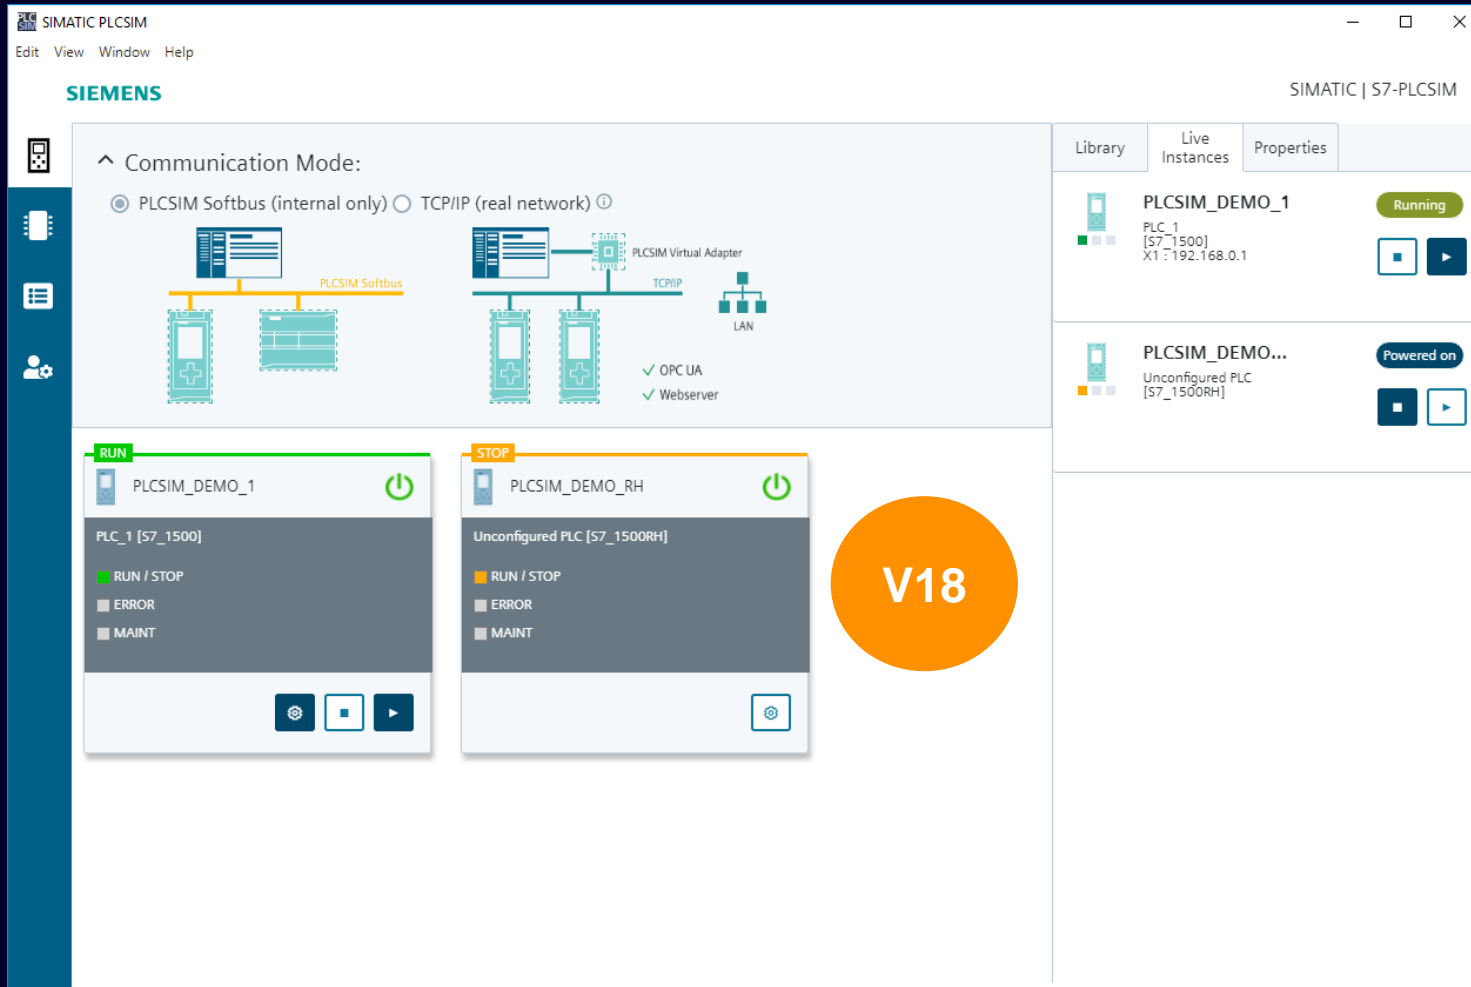 PLC
SIM SIMATIC PLCSIM
Edit View Window Help
SIEMENS
SIMATIC | S7-PLCSIM
Communication Mode:
PLCSIM Softbus (internal only) TCP/IP (real network)
PLCSIM Softbus
PLCSIM Virtual Adapter
TCP/IP
LAN
OPC UA
Webserver
RUN
PLCSIM_DEMO_1
PLC_1 [S7_1500]
RUN / STOP
ERROR
MAINT
STOP
PLCSIM_DEMO_RH
Unconfigured PLC [S7_1500RH]
RUN / STOP
ERROR
MAINT
V18
Library
Live
Instances
Properties
PLCSIM_DEMO_1
Running
PLC_1
[S7_1500]
X1 : 192.168.0.1
PLCSIM_DEMO...
Powered on
Unconfigured PLC
[S7_1500RH]